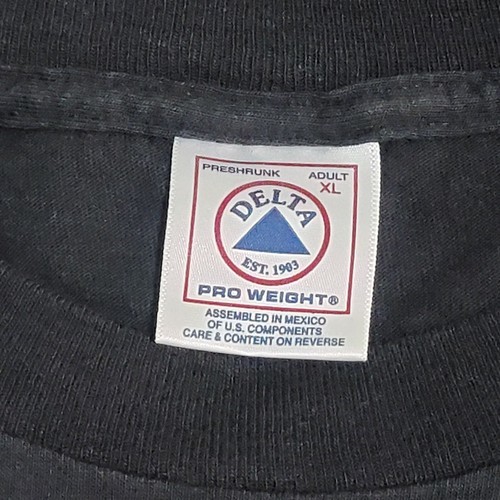 PRESHRUNK ADULT
XL
DELTA
EST. 1903
PRO WEIGHT®
ASSEMBLED IN MEXICO
OF U.S. COMPONENTS
CARE & CONTENT ON REVERSE